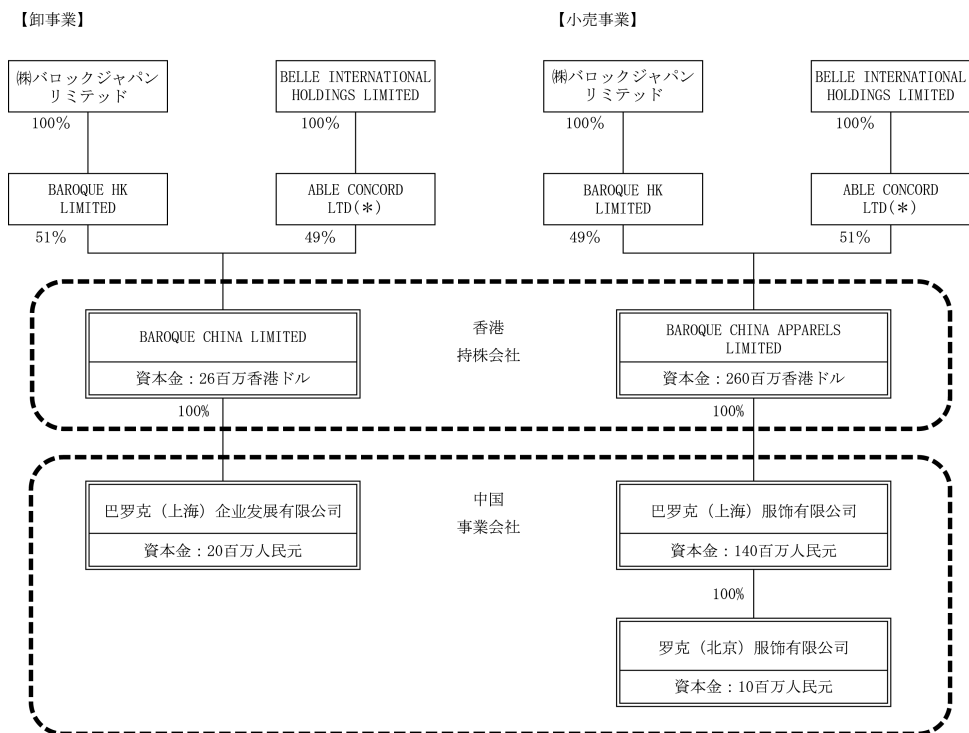 【卸事業】
【小売事業】
㈱バロックジャパン
リミテッド
BELLE INTERNATIONAL
HOLDINGS LIMITED
㈱バロックジャパン
リミテッド
BELLE INTERNATIONAL
HOLDINGS LIMITED
100%
100%
100%
100%
BAROQUE HK
LIMITED
ABLE CONCORD
LTD(＊)
BAROQUE HK
LIMITED
ABLE CONCORD
LTD(＊)
51%
49%
49%
51%
BAROQUE CHINA LIMITED
資本金：26百万香港ドル
香港
持株会社
BAROQUE CHINA APPARELS
LIMITED
資本金：260百万香港ドル
100%
100%
巴罗克（上海）企业发展有限公司
資本金：20百万人民元
中国
事業会社
巴罗克（上海）服饰有限公司
資本金：140百万人民元
100%
罗克（北京）服饰有限公司
資本金：10百万人民元